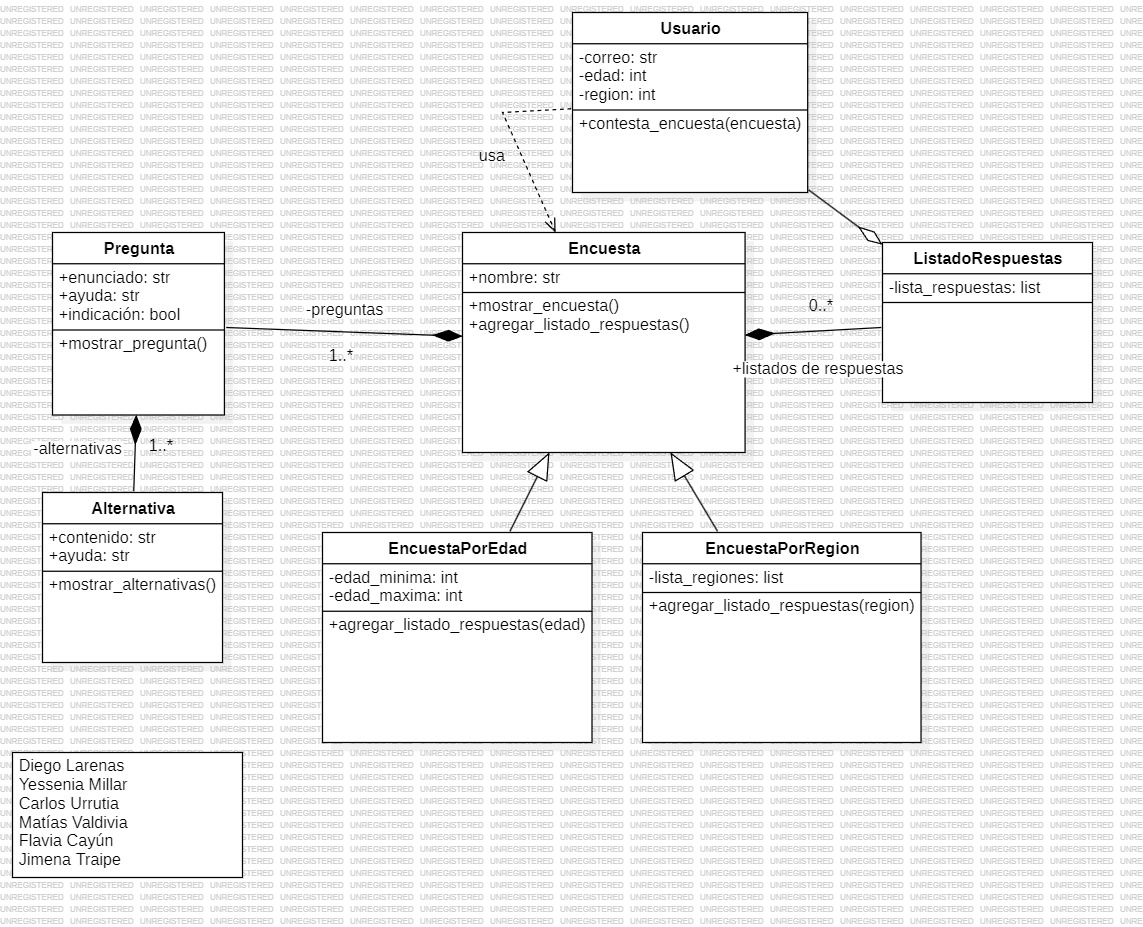 Usuario
-correo: str
-edad: int
-region: int
+contesta_encuesta(encuesta)
usa
Pregunta
+enunciado: str
+ayuda: str
+indicación: bool
+mostrar_pregunta()
-preguntas
1..*
Encuesta
+nombre: str
+mostrar_encuesta()
+agregar_listado_respuestas()
0..*
+listados de respuestas
ListadoRespuestas
-lista_respuestas: list
-alternativas
1..*
Alternativa
+contenido: str
+ayuda: str
+mostrar_alternativas()
EncuestaPorEdad
-edad_minima: int
-edad_maxima: int
+agregar_listado_respuestas(edad)
EncuestaPorRegion
-lista_regiones: list
+agregar_listado_respuestas(region)
Diego Larenas
Yessenia Millar
Carlos Urrutia
Matías Valdivia
Flavia Cayún
Jimena Traipe
UNREGISTERED